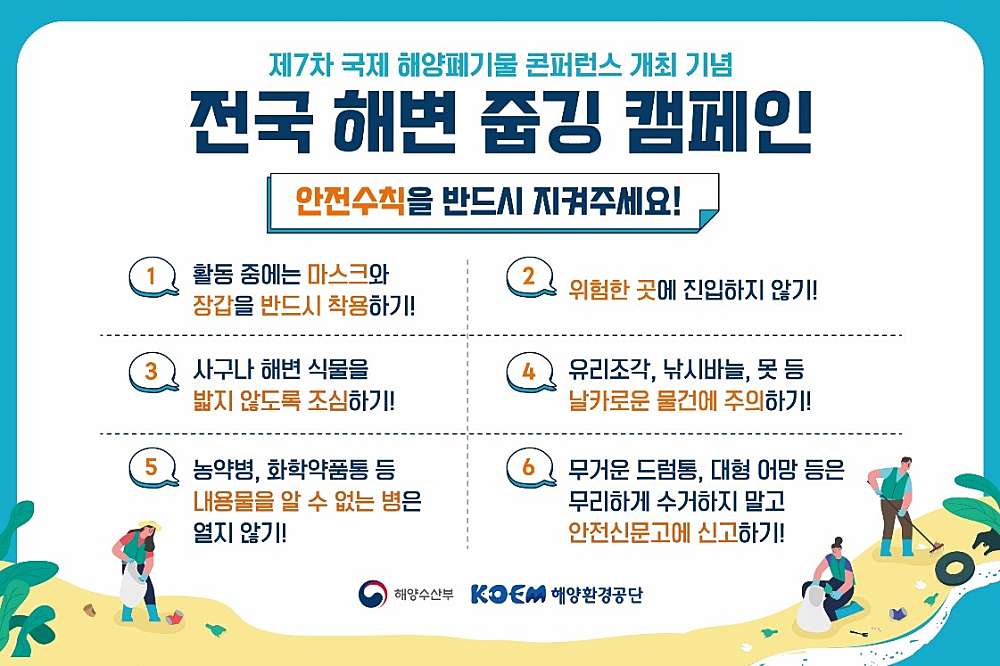 제7차 국제 해양폐기물 콘퍼런스 개최 기념
전국 해변 줍깅 캠페인
안전수칙을 반드시 지켜주세요!
1
활동 중에는 마스크와
장갑을 반드시 착용하기!
2
위험한 곳에 진입하지 않기!
3
사구나 해변 식물을
밟지 않도록 조심하기!
4
유리조각, 낚시바늘, 못 등
날카로운 물건에 주의하기!
5
농약병, 화학약품통 등
내용물을 알 수 없는 병은
열지 않기!
6
무거운 드럼통, 대형 어망 등은
무리하게 수거하지 말고
안전신문고에 신고하기!
해양수산부 KOEM 해양환경공단